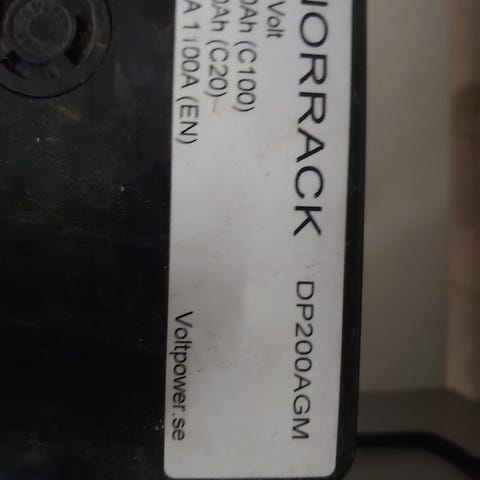 IORRACK DP200AGM
Volt
0Ah (C100)
0Ah (C20)
A 1100A (EN)
Voltpower.se